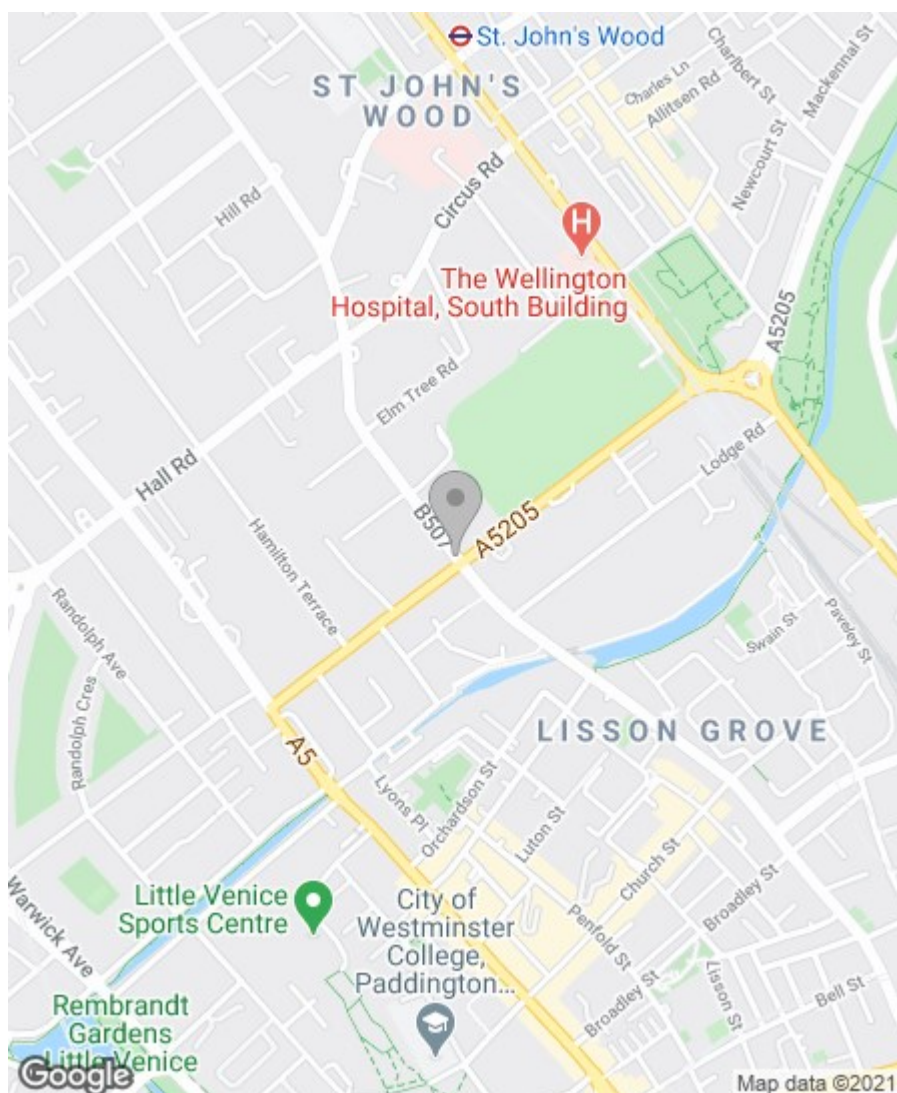 St. John's Wood
ST JOHN'S
WOOD
Charlbert St
Mackennal St
Charles Ln
Allitsen Rd
Newcourt St
Circus Rd
Hill Rd
H
The Wellington
Hospital, South Building
A5205
Elm Tree Rd
Hall Rd
Lodge Rd
B507
A5205
Hamilton Terrace
Randolph Ave
Paveley St
Swain St
Randolph Cres
LISSON GROVE
A5
Lyons Pl
Orchardson St
Luton St
Church St
Broadley St
Penfold St
Warwick Ave
Little Venice
Sports Centre
City of
Westminster
College,
Paddington...
Lisson St
Bell St
Broadley St
Rembrandt
Gardens
Little Venice
Google
Map data ©2021